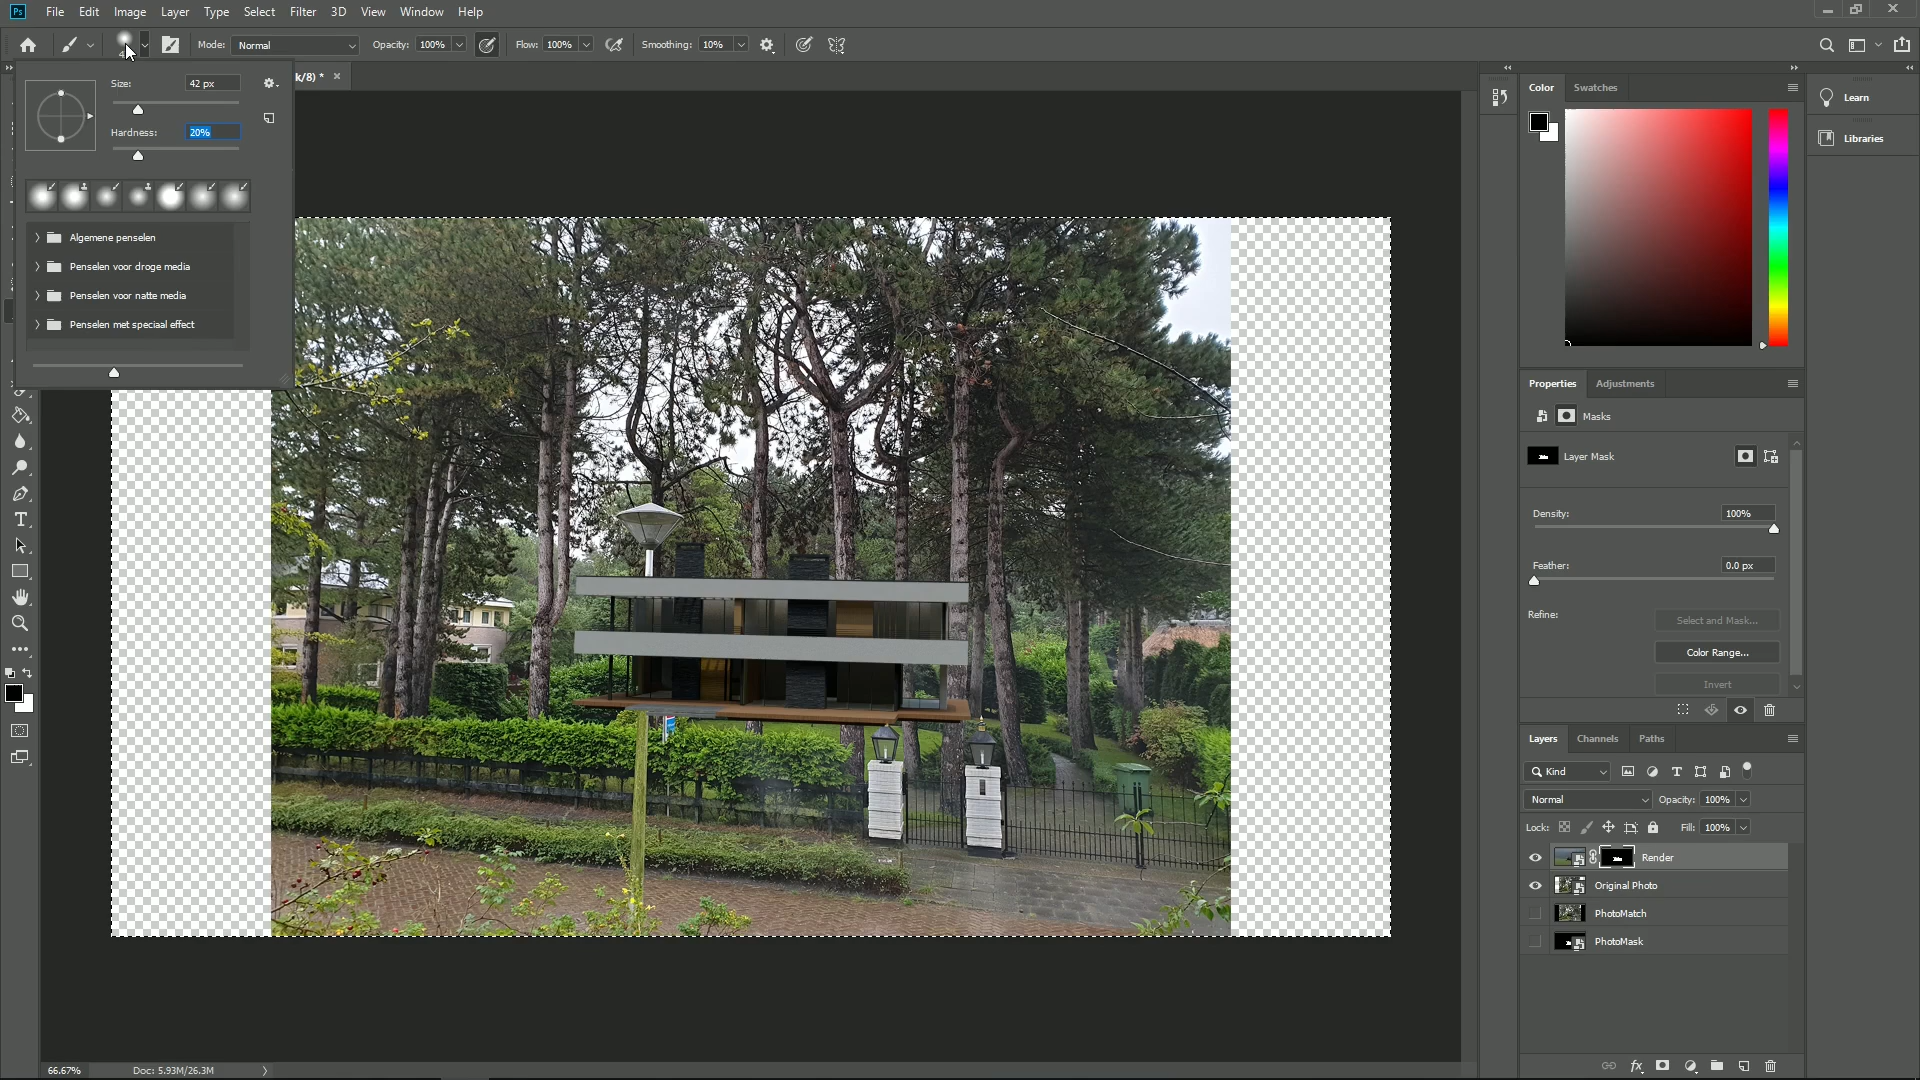 Ps File Edit Image Layer Type Select Filter 3D View Window Help
Mode: Normal Opacity: 100% Flow: 100% Smoothing: 10%
k/8) * ×
Size: 42 px
Hardness: 20%
Algemene penselen
Penselen voor droge media
Penselen voor natte media
Penselen met speciaal effect
66.67% Doc: 5.93M/26.3M
Color Swatches
Learn
Libraries
Properties Adjustments
Masks
Layer Mask
Density: 100%
Feather: 0.0 px
Refine: Select and Mask...
Color Range...
Invert
Layers Channels Paths
Kind
Normal Opacity: 100%
Lock: Fill: 100%
Render
Original Photo
PhotoMatch
PhotoMask
fx